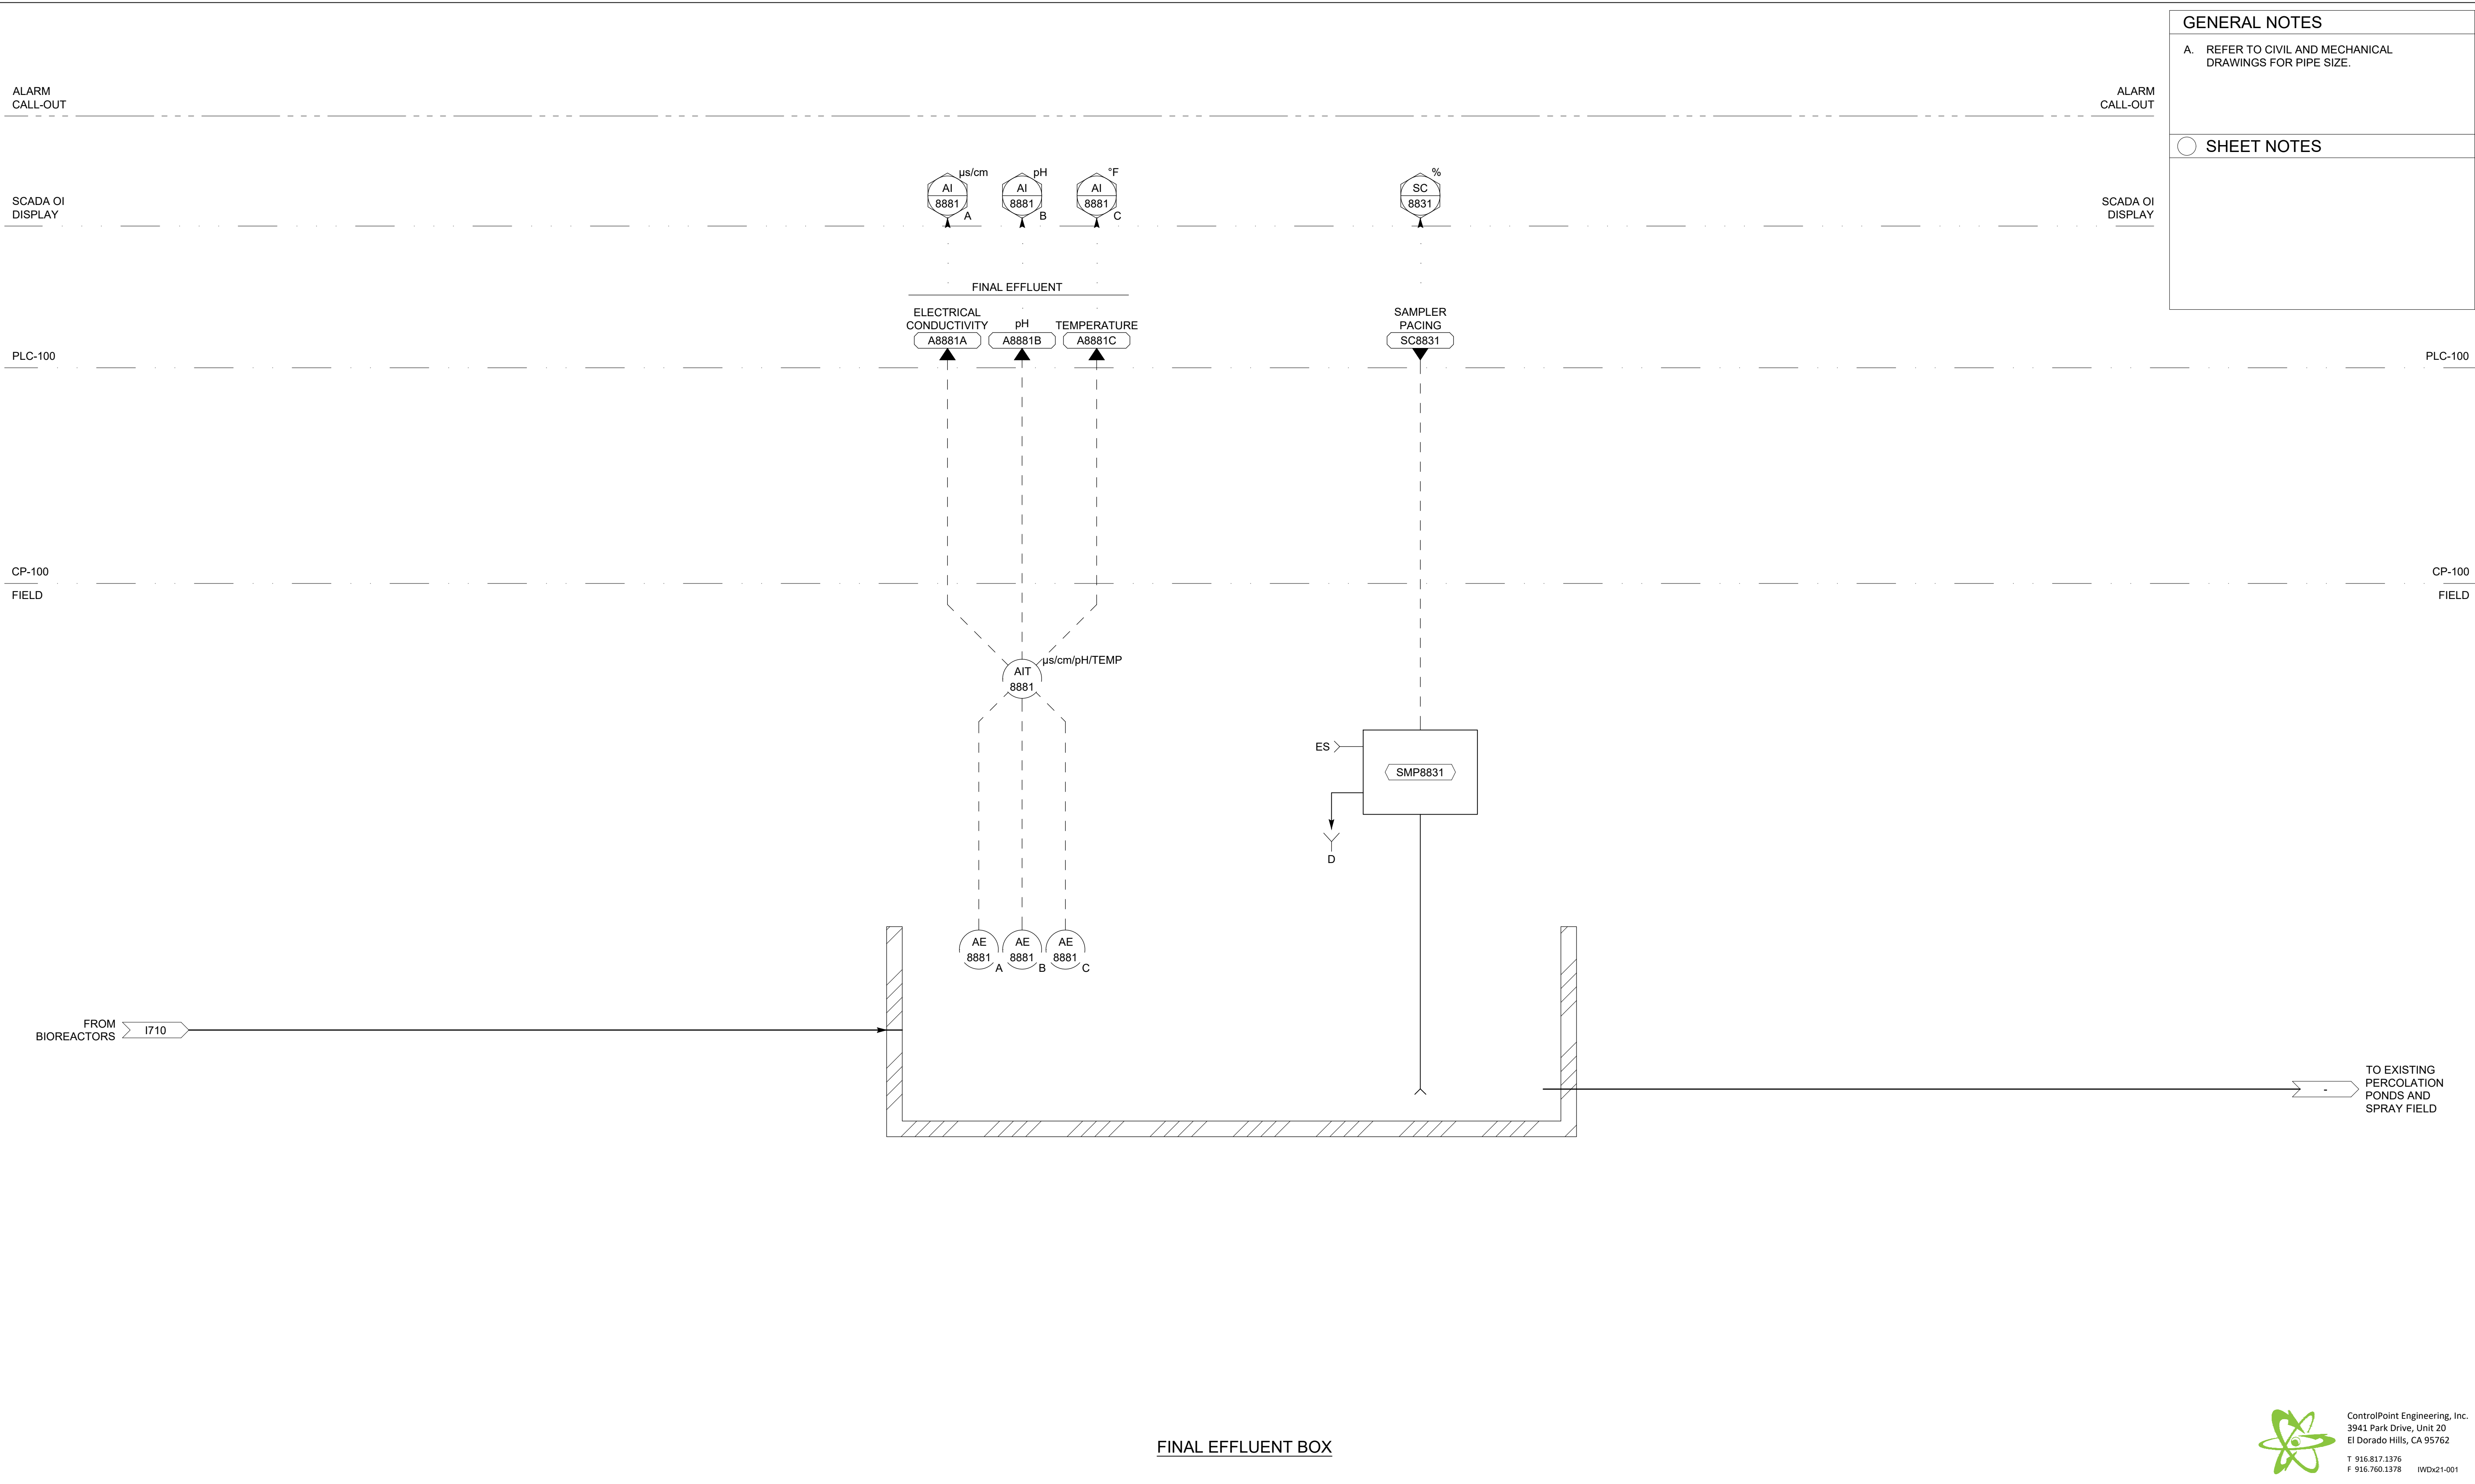 GENERAL NOTES
A. REFER TO CIVIL AND MECHANICAL
DRAWINGS FOR PIPE SIZE.
SHEET NOTES
ALARM
CALL-OUT
ALARM
CALL-OUT
SCADA OI
DISPLAY
µs/cm
AI
8881
A
pH
AI
8881
B
°F
AI
8881
C
%
SC
8831
SCADA OI
DISPLAY
FINAL EFFLUENT
ELECTRICAL
CONDUCTIVITY
A8881A
pH
A8881B
TEMPERATURE
A8881C
SAMPLER
PACING
SC8831
PLC-100
PLC-100
CP-100
FIELD
CP-100
FIELD
AIT
8881
µs/cm/pH/TEMP
ES
SMP8831
D
AE
8881
A
AE
8881
B
AE
8881
C
FROM
BIOREACTORS
I710
-
TO EXISTING
PERCOLATION
PONDS AND
SPRAY FIELD
FINAL EFFLUENT BOX
ControlPoint Engineering, Inc.
3941 Park Drive, Unit 20
El Dorado Hills, CA 95762
T 916.817.1376
F 916.760.1378 IWDx21-001